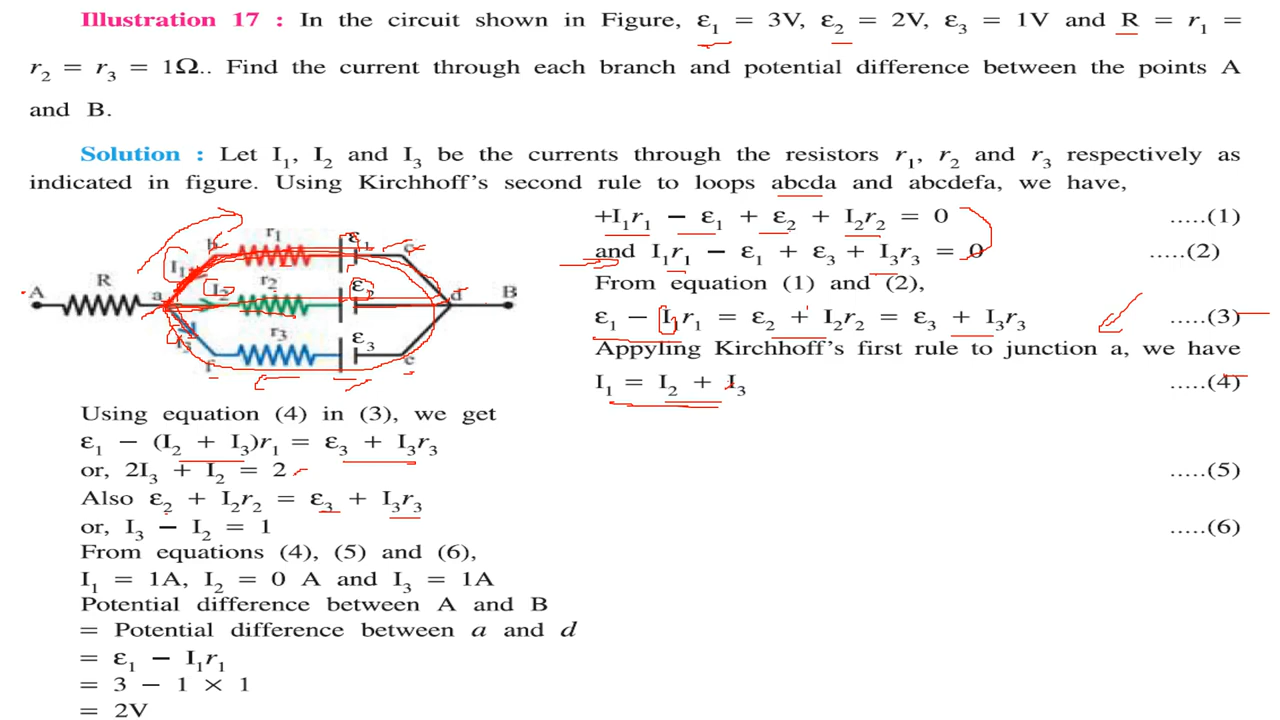 Illustration 17 : In the circuit shown in Figure, ε₁ = 3V, ε₂ = 2V, ε₃ = 1V and R = r₁ =
r₂ = r₃ = 1Ω.. Find the current through each branch and potential difference between the points A
and B.
Solution : Let I₁, I₂ and I₃ be the currents through the resistors r₁, r₂ and r₃ respectively as
indicated in figure. Using Kirchhoff's second rule to loops abcda and abcdefa, we have,
+I₁r₁ − ε₁ + ε₂ + I₂r₂ = 0 .....(1)
and I₁r₁ − ε₁ + ε₃ + I₃r₃ = 0 .....(2)
From equation (1) and (2),
ε₁ − I₁r₁ = ε₂ + I₂r₂ = ε₃ + I₃r₃ .....(3)
Appyling Kirchhoff's first rule to junction a, we have
I₁ = I₂ + I₃ .....(4)
b r₁ ε₁ c
I₁
A R a I₂ r₂ ε₂ d B
I₃ r₃ ε₃
f e
Using equation (4) in (3), we get
ε₁ − (I₂ + I₃)r₁ = ε₃ + I₃r₃
or, 2I₃ + I₂ = 2 .....(5)
Also ε₂ + I₂r₂ = ε₃ + I₃r₃
or, I₃ − I₂ = 1 .....(6)
From equations (4), (5) and (6),
I₁ = 1A, I₂ = 0 A and I₃ = 1A
Potential difference between A and B
= Potential difference between a and d
= ε₁ − I₁r₁
= 3 − 1 × 1
= 2V